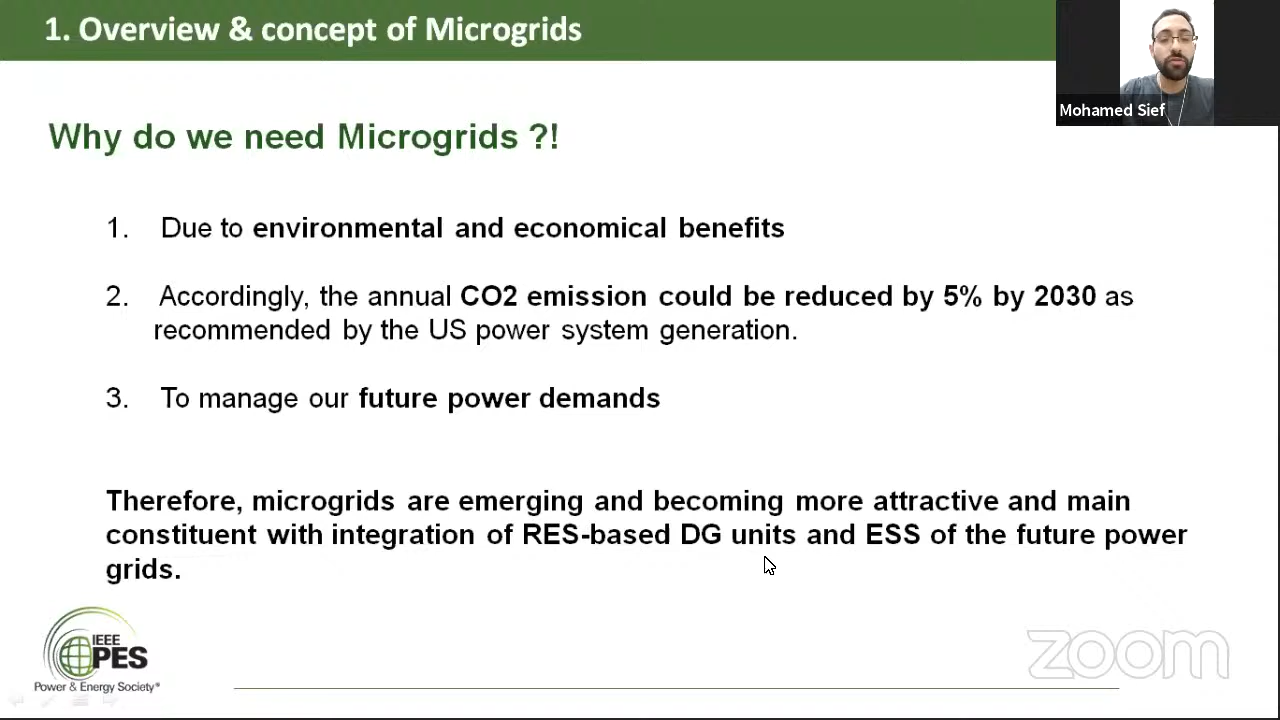 1. Overview & concept of Microgrids
Mohamed Sief
Why do we need Microgrids ?!
1. Due to environmental and economical benefits
2. Accordingly, the annual CO2 emission could be reduced by 5% by 2030 as
recommended by the US power system generation.
3. To manage our future power demands
Therefore, microgrids are emerging and becoming more attractive and main
constituent with integration of RES-based DG units and ESS of the future power
grids.
IEEE
PES
Power & Energy Society®
zoom